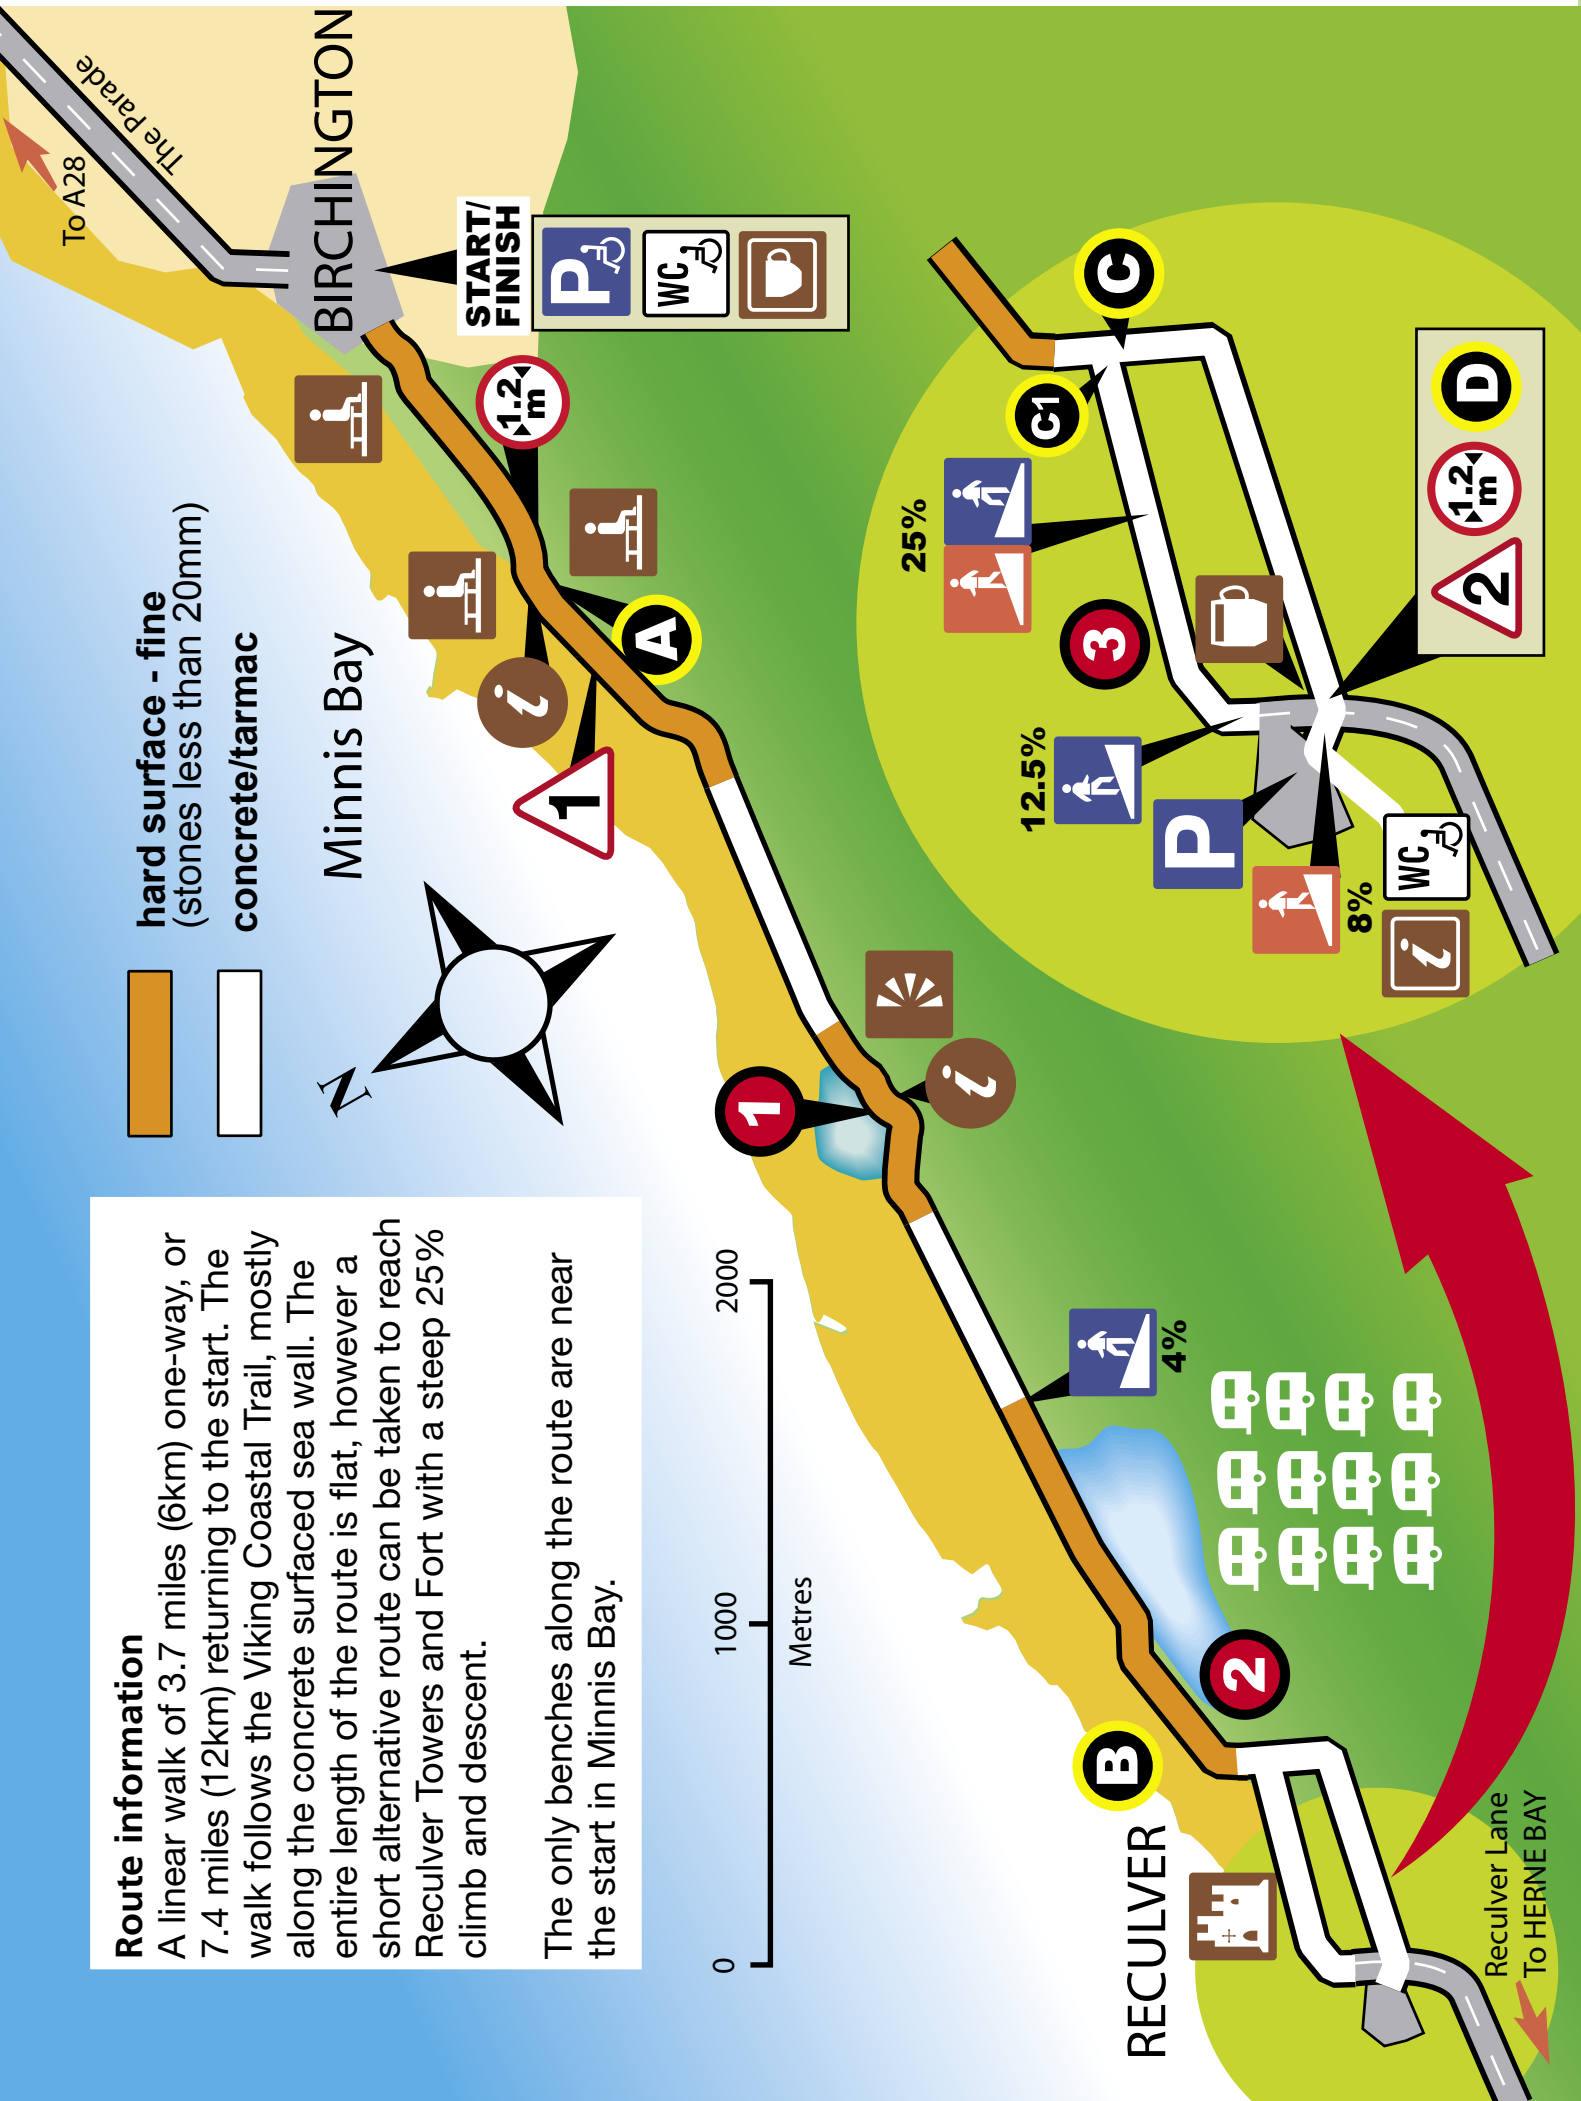 Route information
A linear walk of 3.7 miles (6km) one-way, or
7.4 miles (12km) returning to the start. The
walk follows the Viking Coastal Trail, mostly
along the concrete surfaced sea wall. The
entire length of the route is flat, however a
short alternative route can be taken to reach
Reculver Towers and Fort with a steep 25%
climb and descent.
The only benches along the route are near
the start in Minnis Bay.
hard surface - fine
(stones less than 20mm)
concrete/tarmac
N
Minnis Bay
To A28
The Parade
BIRCHINGTON
START/
FINISH
P
WC
1.2
m
i
A
1
0
1000
2000
Metres
1
i
4%
2
B
RECULVER
Reculver Lane
To HERNE BAY
C
C1
25%
3
12.5%
P
8%
WC
i
2
1.2
m
D